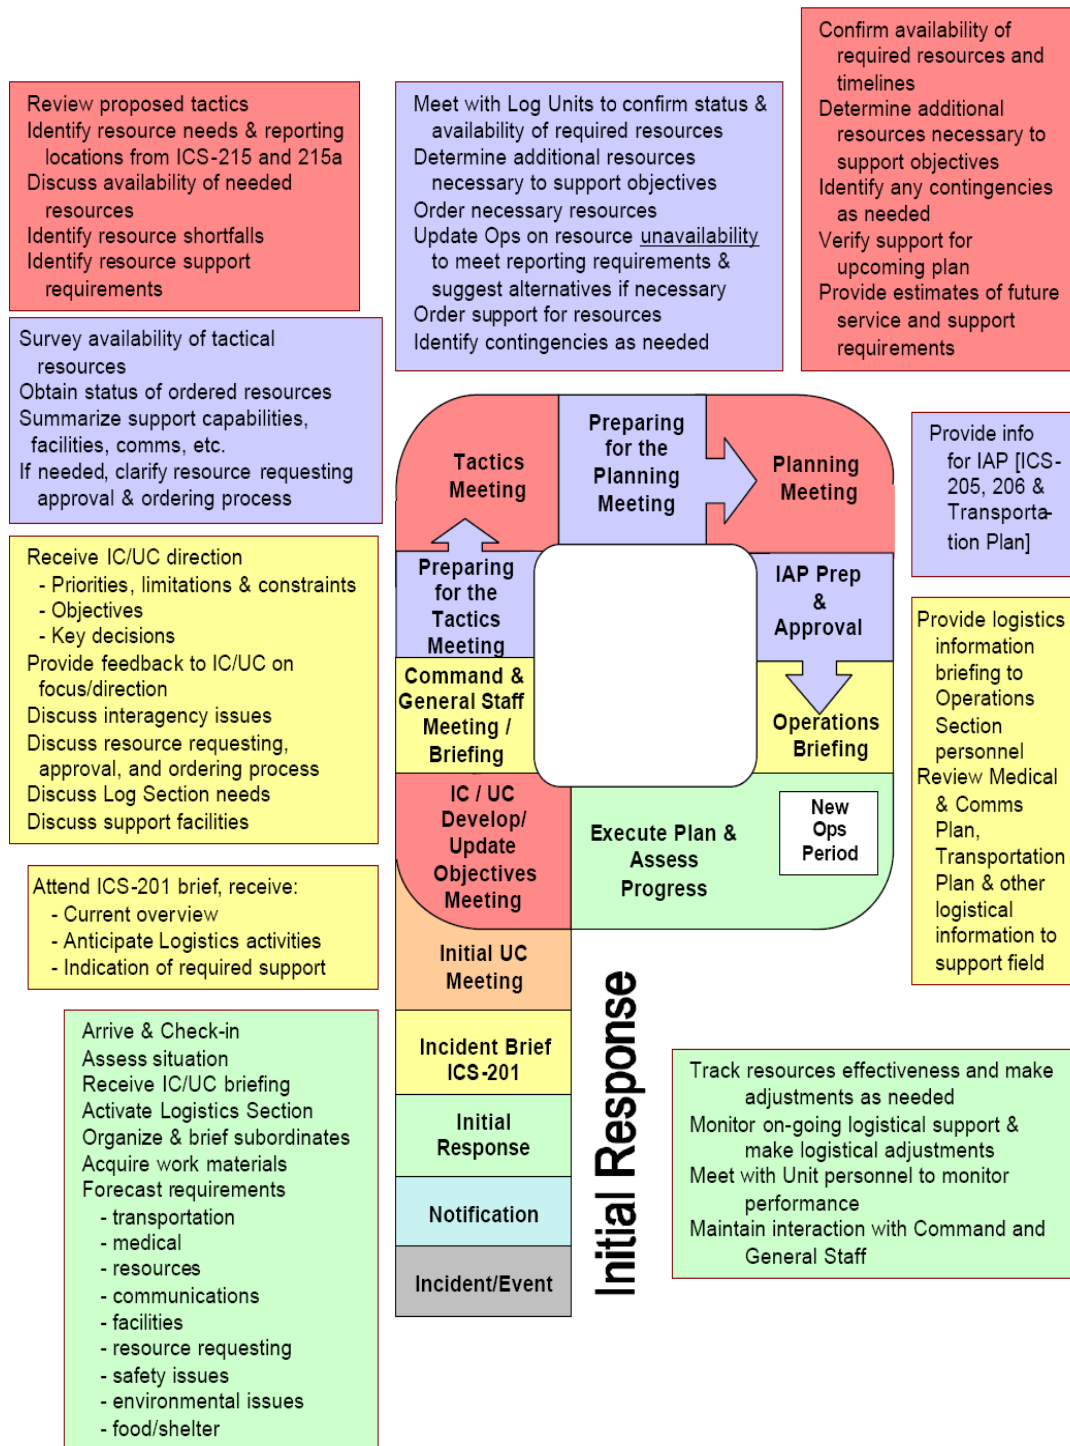 Confirm availability of
required resources and
timelines
Determine additional
resources necessary to
support objectives
Identify any contingencies
as needed
Verify support for
upcoming plan
Provide estimates of future
service and support
requirements
Review proposed tactics
Identify resource needs & reporting
locations from ICS-215 and 215a
Discuss availability of needed
resources
Identify resource shortfalls
Identify resource support
requirements
Meet with Log Units to confirm status &
availability of required resources
Determine additional resources
necessary to support objectives
Order necessary resources
Update Ops on resource unavailability
to meet reporting requirements &
suggest alternatives if necessary
Order support for resources
Identify contingencies as needed
Survey availability of tactical
resources
Obtain status of ordered resources
Summarize support capabilities,
facilities, comms, etc.
If needed, clarify resource requesting
approval & ordering process
Tactics
Meeting
Preparing
for the
Planning
Meeting
Planning
Meeting
Provide info
for IAP [ICS-
205, 206 &
Transporta-
tion Plan]
Receive IC/UC direction
- Priorities, limitations & constraints
- Objectives
- Key decisions
Provide feedback to IC/UC on
focus/direction
Discuss interagency issues
Discuss resource requesting,
approval, and ordering process
Discuss Log Section needs
Discuss support facilities
Preparing
for the
Tactics
Meeting
IAP Prep
&
Approval
Command &
General Staff
Meeting /
Briefing
Operations
Briefing
Provide logistics
information
briefing to
Operations
Section
personnel
Review Medical
& Comms
Plan,
Transportation
Plan & other
logistical
information to
support field
IC / UC
Develop/
Update
Objectives
Meeting
Execute Plan &
Assess
Progress
New
Ops
Period
Attend ICS-201 brief, receive:
- Current overview
- Anticipate Logistics activities
- Indication of required support
Initial UC
Meeting
Incident Brief
ICS-201
Initial
Response
Notification
Incident/Event
Initial Response
Arrive & Check-in
Assess situation
Receive IC/UC briefing
Activate Logistics Section
Organize & brief subordinates
Acquire work materials
Forecast requirements
- transportation
- medical
- resources
- communications
- facilities
- resource requesting
- safety issues
- environmental issues
- food/shelter
Track resources effectiveness and make
adjustments as needed
Monitor on-going logistical support &
make logistical adjustments
Meet with Unit personnel to monitor
performance
Maintain interaction with Command and
General Staff